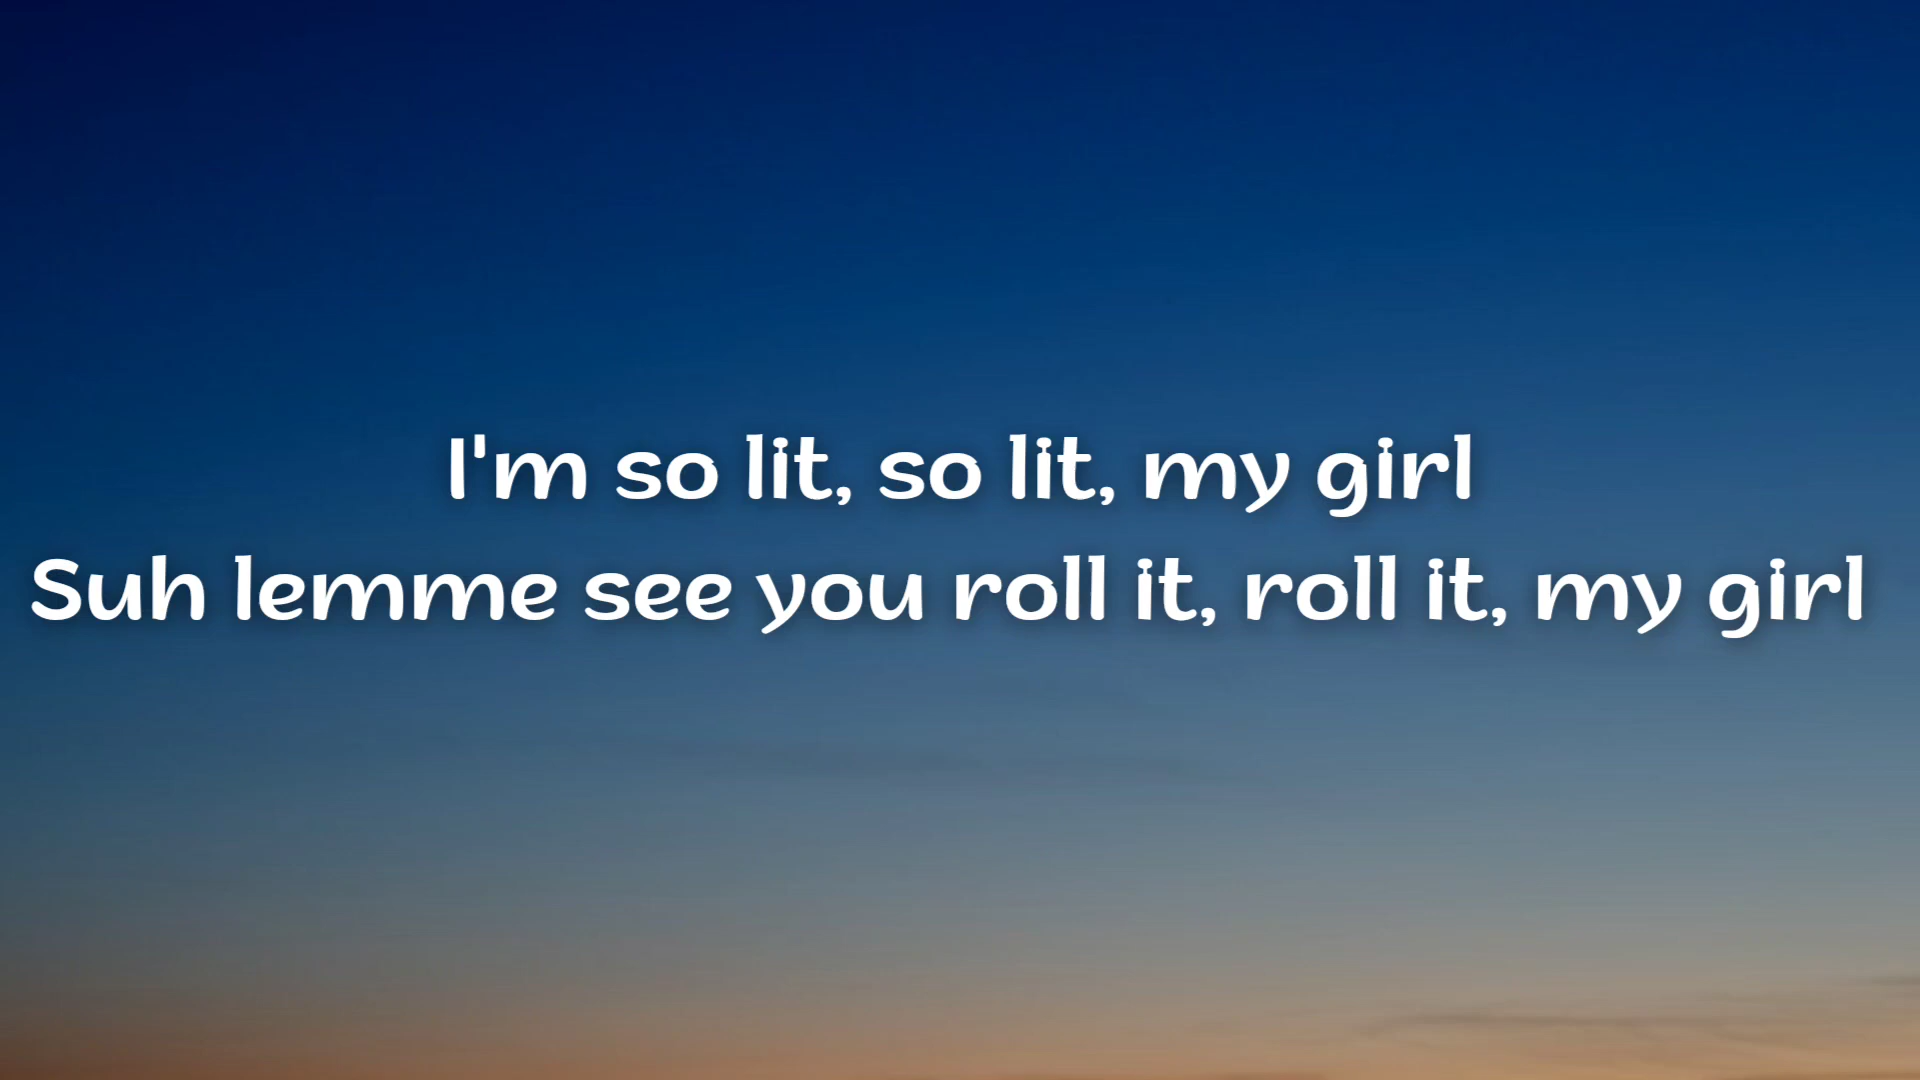 I'm so lit, so lit, my girl
Suh lemme see you roll it, roll it, my girl